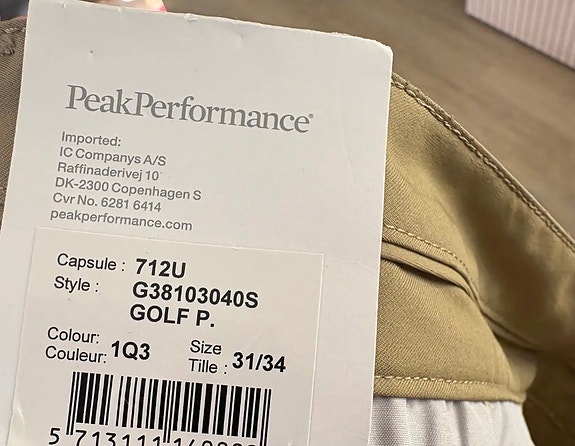 PeakPerformance®
Imported:
IC Companys A/S
Raffinaderivej 10
DK-2300 Copenhagen S
Cvr No. 6281 6414
peakperformance.com
Capsule : 712U
Style : G38103040S
GOLF P.
Colour: Size
Couleur: 1Q3 Tille : 31/34